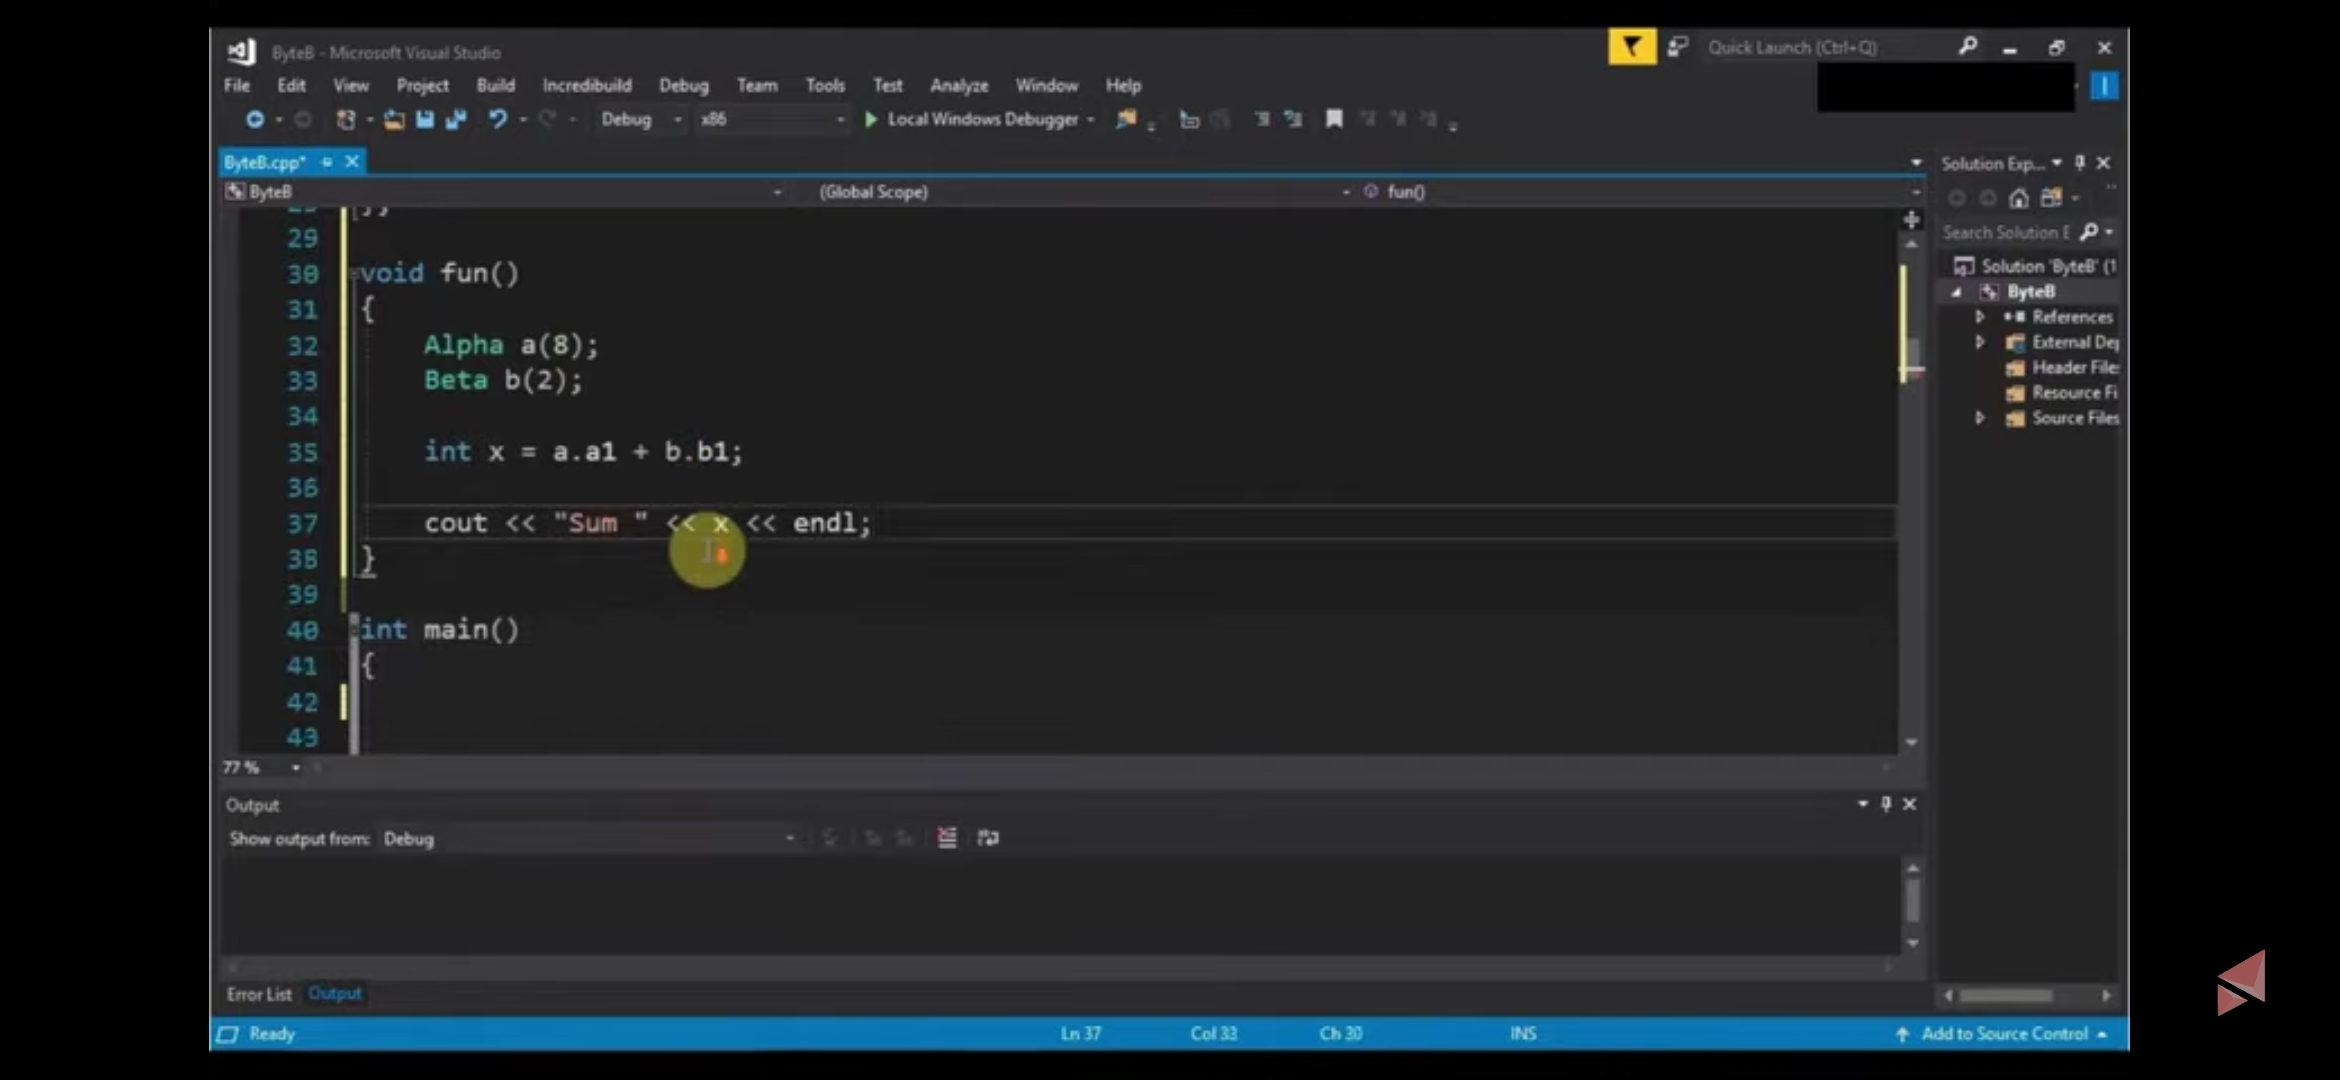 ByteB - Microsoft Visual Studio
Quick Launch (Ctrl+Q)
File Edit View Project Build Incredibuild Debug Team Tools Test Analyze Window Help
Debug x86 Local Windows Debugger
ByteB.cpp*
Solution Exp...
ByteB (Global Scope) fun()
Search Solution E
29
30 void fun()
31 {
32 Alpha a(8);
33 Beta b(2);
34
35 int x = a.a1 + b.b1;
36
37 cout << "Sum " << x << endl;
38 }
39
40 int main()
41 {
42
43
Solution 'ByteB' (1
ByteB
References
External Dep
Header File
Resource Fi
Source Files
77 %
Output
Show output from: Debug
Error List Output
Ready Ln 37 Col 33 Ch 30 INS Add to Source Control